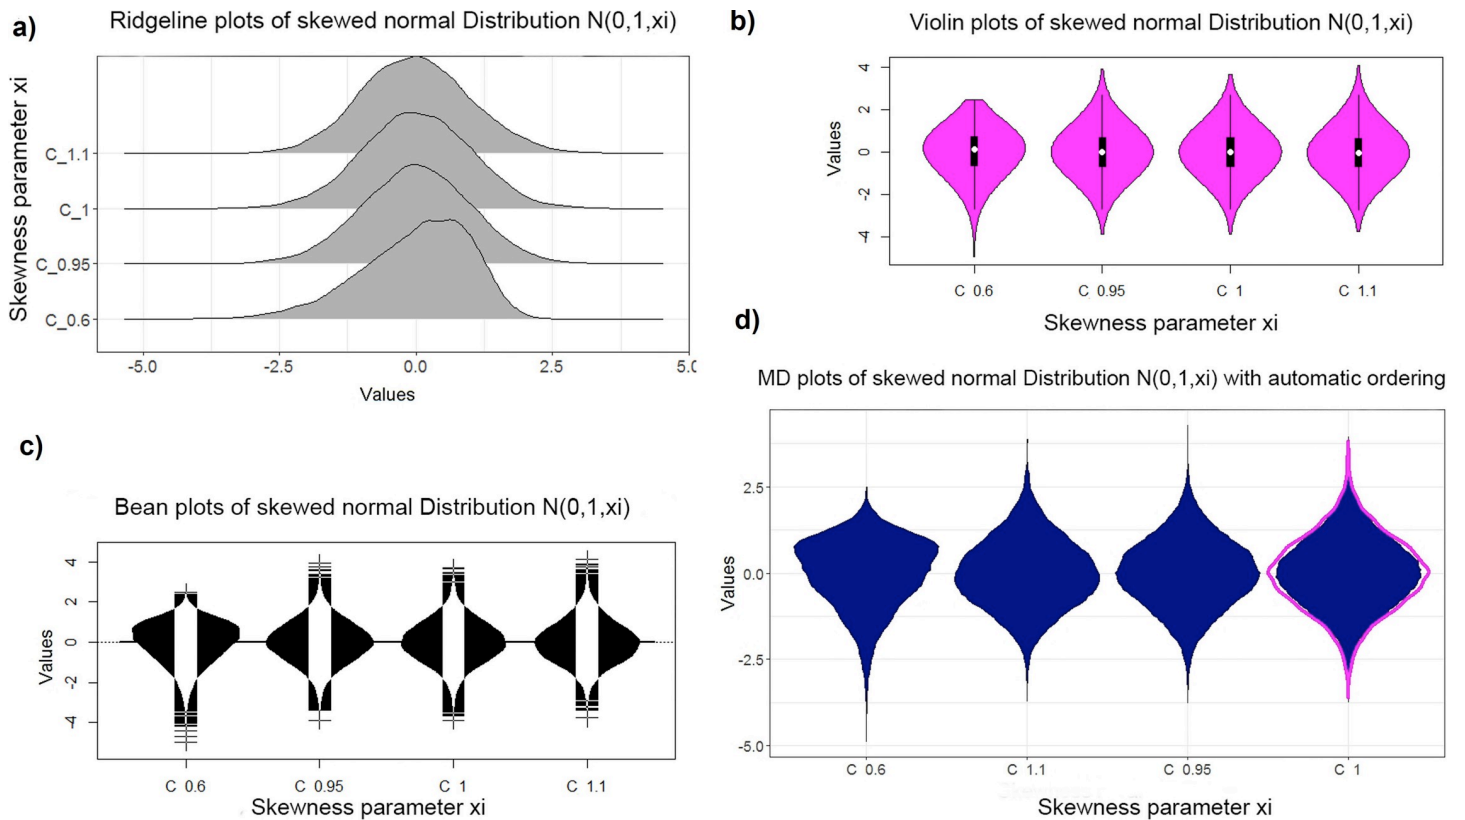 a)
Ridgeline plots of skewed normal Distribution N(0,1,xi)
Skewness parameter xi
C_1.1
C_1
C_0.95
C_0.6
-5.0 -2.5 0.0 2.5 5.0
Values
b)
Violin plots of skewed normal Distribution N(0,1,xi)
Values
4
2
0
-2
-4
C 0.6 C 0.95 C 1 C 1.1
Skewness parameter xi
c)
Bean plots of skewed normal Distribution N(0,1,xi)
Values
4
2
0
-2
-4
C 0.6 C 0.95 C 1 C 1.1
Skewness parameter xi
d)
MD plots of skewed normal Distribution N(0,1,xi) with automatic ordering
Values
2.5
0.0
-2.5
-5.0
C 0.6 C 1.1 C 0.95 C 1
Skewness parameter xi